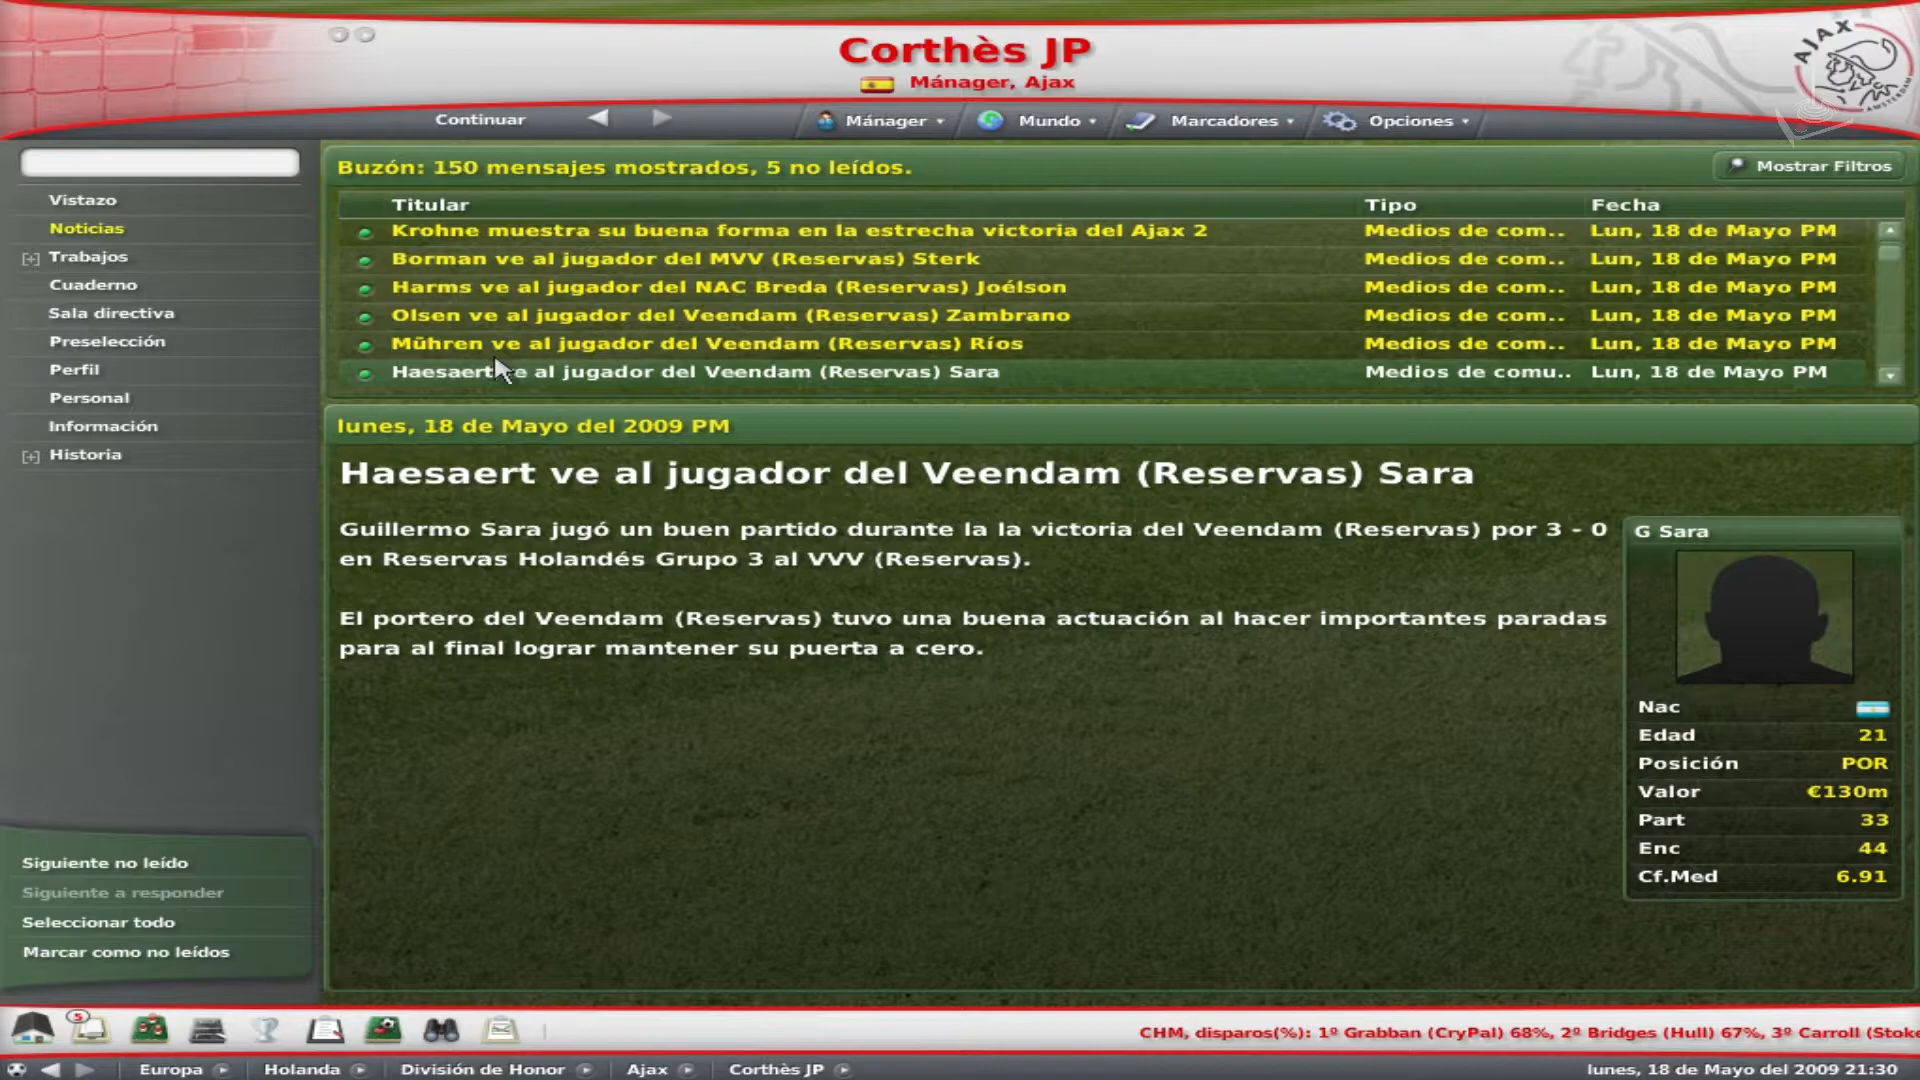 Corthès JP
Mánager, Ajax
AJAX
AMSTERDAM
Continuar
Mánager
Mundo
Marcadores
Opciones
Vistazo
Noticias
[+] Trabajos
Cuaderno
Sala directiva
Preselección
Perfil
Personal
Información
[+] Historia
Buzón: 150 mensajes mostrados, 5 no leídos.
Mostrar Filtros
Titular Tipo Fecha
Krohne muestra su buena forma en la estrecha victoria del Ajax 2 Medios de com.. Lun, 18 de Mayo PM
Borman ve al jugador del MVV (Reservas) Sterk Medios de com.. Lun, 18 de Mayo PM
Harms ve al jugador del NAC Breda (Reservas) Joélson Medios de com.. Lun, 18 de Mayo PM
Olsen ve al jugador del Veendam (Reservas) Zambrano Medios de com.. Lun, 18 de Mayo PM
Mühren ve al jugador del Veendam (Reservas) Ríos Medios de com.. Lun, 18 de Mayo PM
Haesaert ve al jugador del Veendam (Reservas) Sara Medios de comu.. Lun, 18 de Mayo PM
lunes, 18 de Mayo del 2009 PM
Haesaert ve al jugador del Veendam (Reservas) Sara
Guillermo Sara jugó un buen partido durante la la victoria del Veendam (Reservas) por 3 - 0
en Reservas Holandés Grupo 3 al VVV (Reservas).
El portero del Veendam (Reservas) tuvo una buena actuación al hacer importantes paradas
para al final lograr mantener su puerta a cero.
G Sara
Nac
Edad 21
Posición POR
Valor €130m
Part 33
Enc 44
Cf.Med 6.91
Siguiente no leído
Siguiente a responder
Seleccionar todo
Marcar como no leídos
5
CHM, disparos(%): 1º Grabban (CryPal) 68%, 2º Bridges (Hull) 67%, 3º Carroll (Stoke
Europa
Holanda
División de Honor
Ajax
Corthès JP
lunes, 18 de Mayo del 2009 21:30